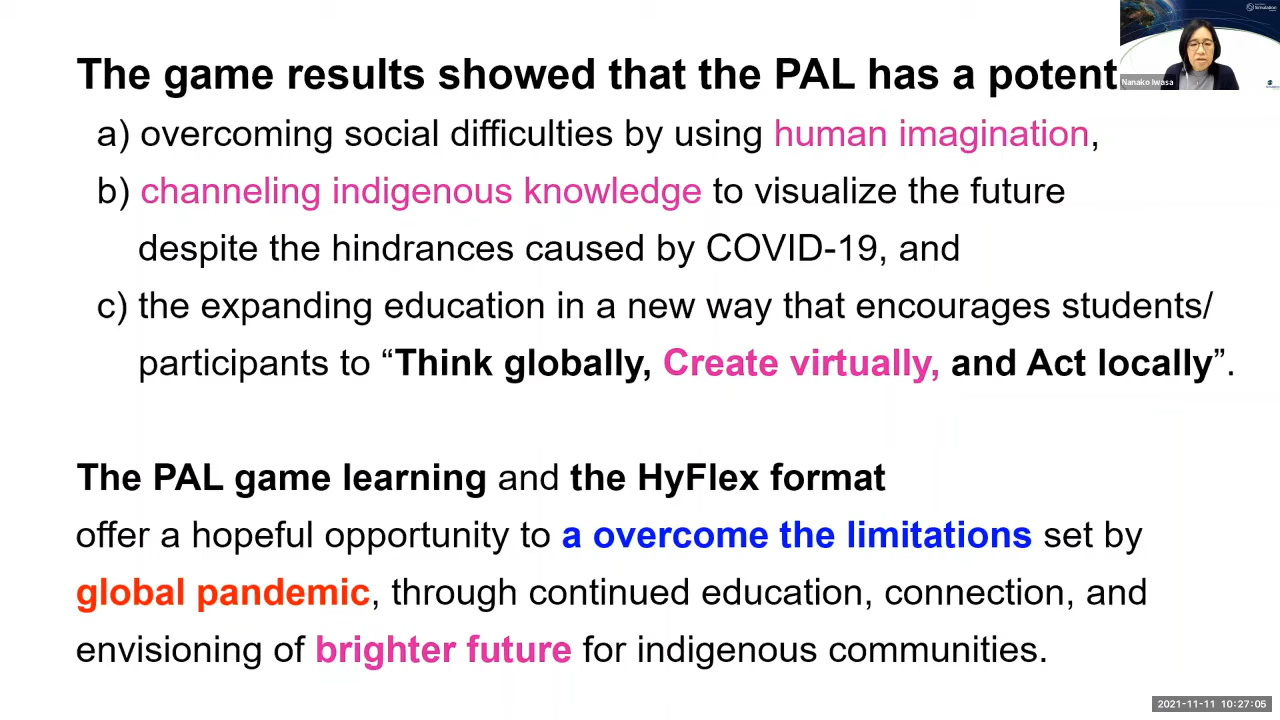 The game results showed that the PAL has a potent
a) overcoming social difficulties by using human imagination,
b) channeling indigenous knowledge to visualize the future
despite the hindrances caused by COVID-19, and
c) the expanding education in a new way that encourages students/
participants to “Think globally, Create virtually, and Act locally”.
The PAL game learning and the HyFlex format
offer a hopeful opportunity to a overcome the limitations set by
global pandemic, through continued education, connection, and
envisioning of brighter future for indigenous communities.
Simulation
Nanako Iwasa
2021-11-11 10:27:05